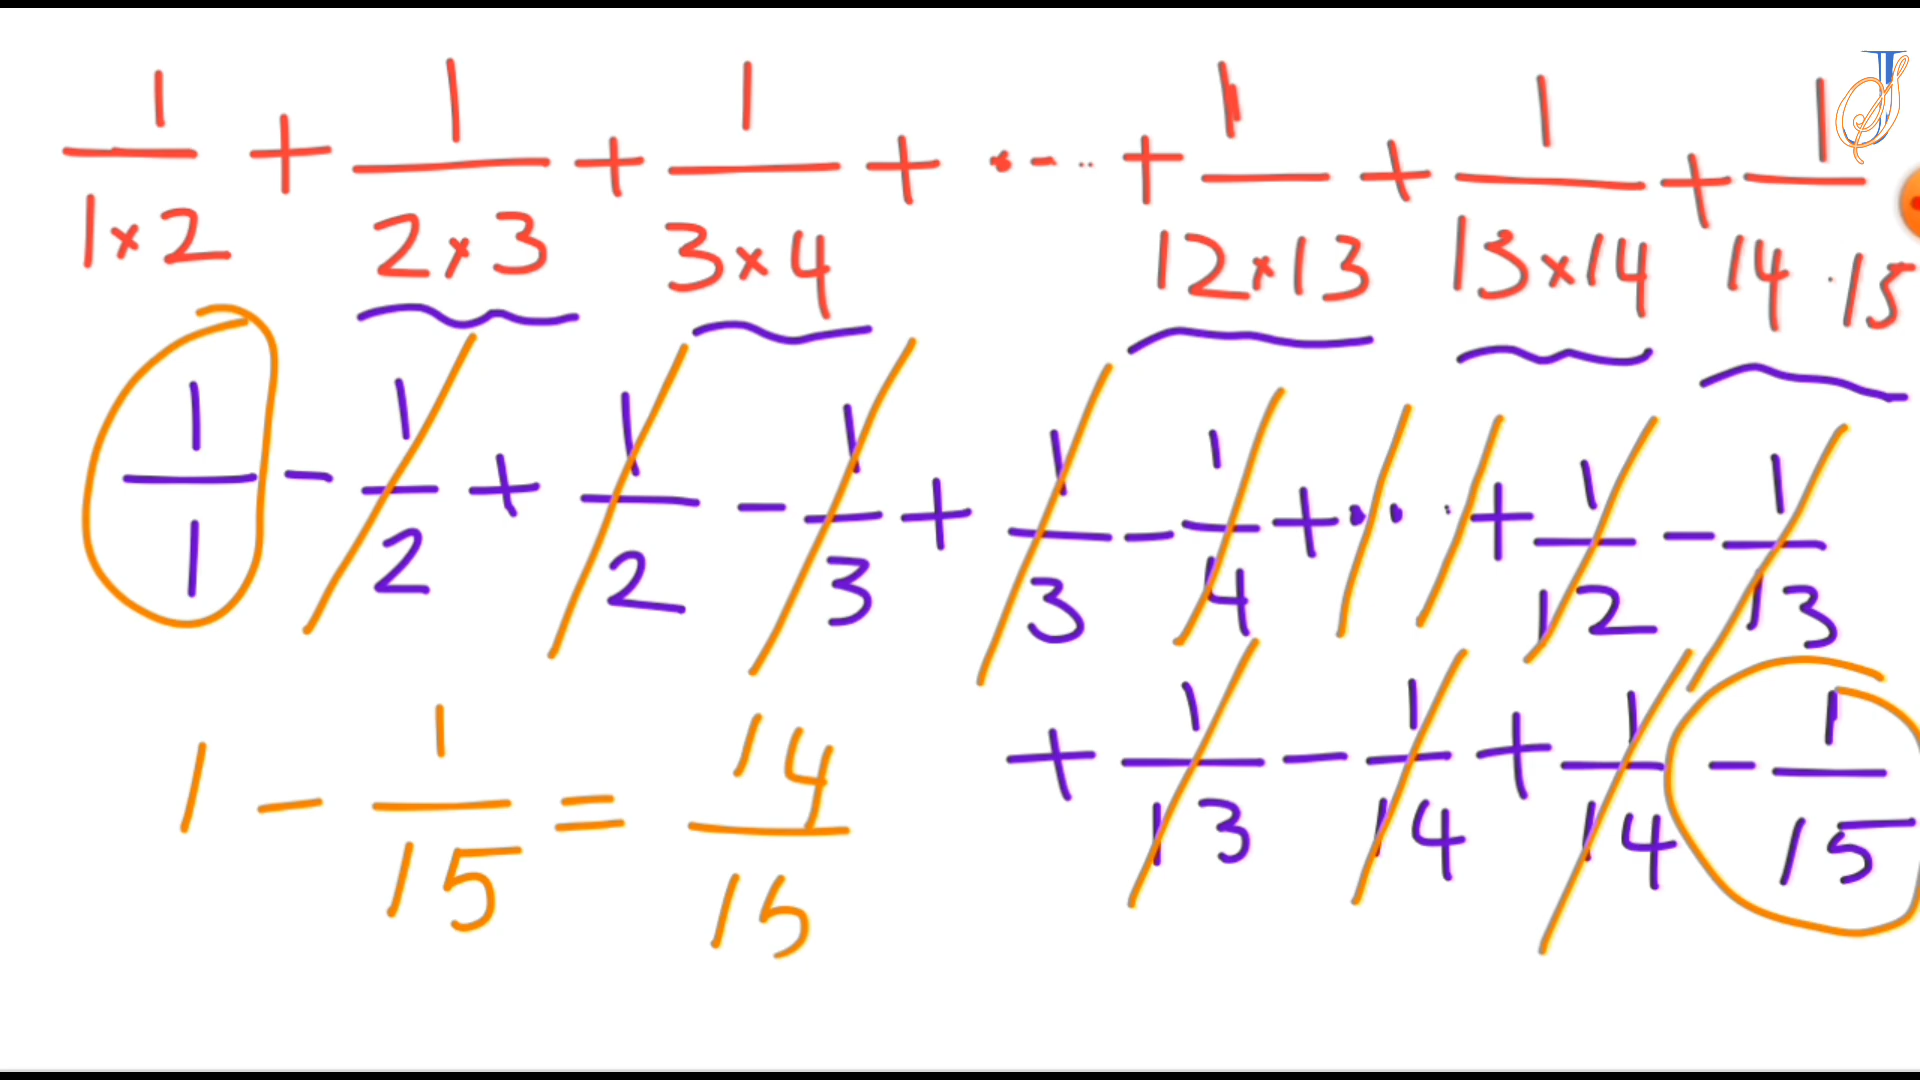 1/(1×2) + 1/(2×3) + 1/(3×4) + ⋯ + 1/(12×13) + 1/(13×14) + 1/(14·15)
1/1 - 1/2 + 1/2 - 1/3 + 1/3 - 1/4 + ⋯ + 1/12 - 1/13
+ 1/13 - 1/14 + 1/14 - 1/15
1 - 1/15 = 14/15